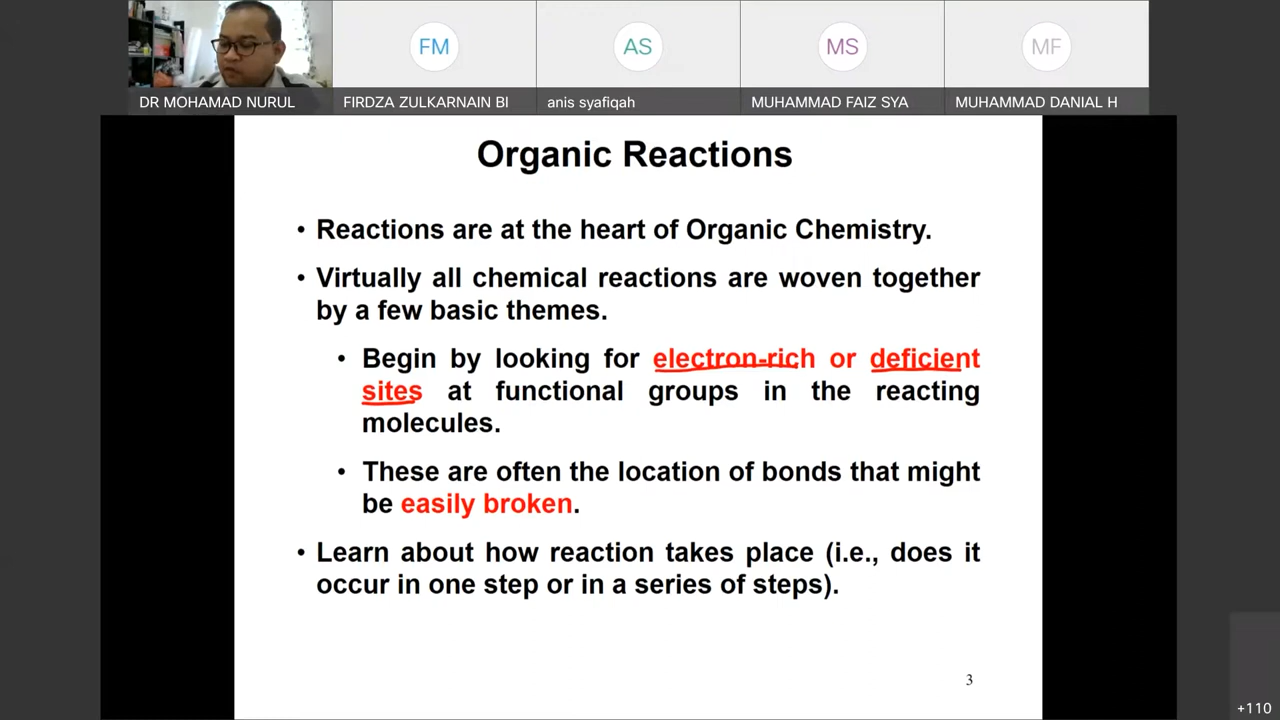 FM
AS
MS
MF
DR MOHAMAD NURUL
FIRDZA ZULKARNAIN BI
anis syafiqah
MUHAMMAD FAIZ SYA
MUHAMMAD DANIAL H
Organic Reactions
• Reactions are at the heart of Organic Chemistry.
• Virtually all chemical reactions are woven together
by a few basic themes.
• Begin by looking for electron-rich or deficient
sites at functional groups in the reacting
molecules.
• These are often the location of bonds that might
be easily broken.
• Learn about how reaction takes place (i.e., does it
occur in one step or in a series of steps).
3
+110